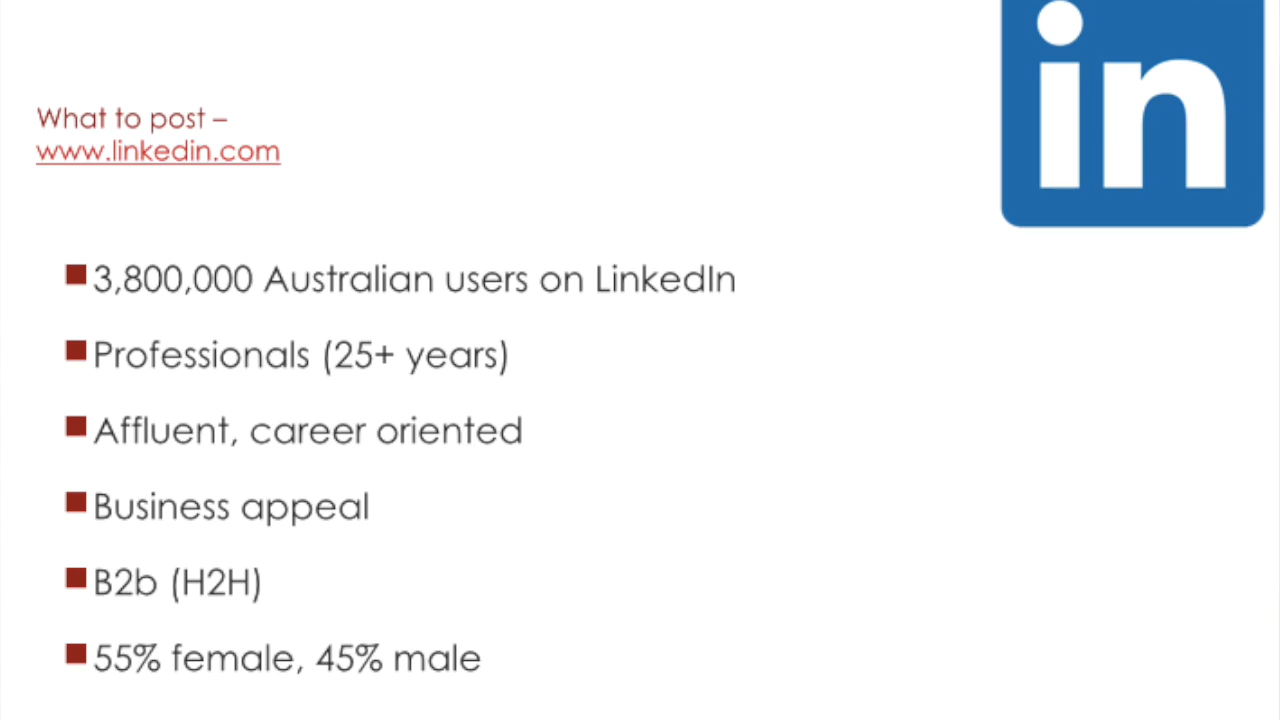 in
What to post –
www.linkedin.com
3,800,000 Australian users on LinkedIn
Professionals (25+ years)
Affluent, career oriented
Business appeal
B2b (H2H)
55% female, 45% male